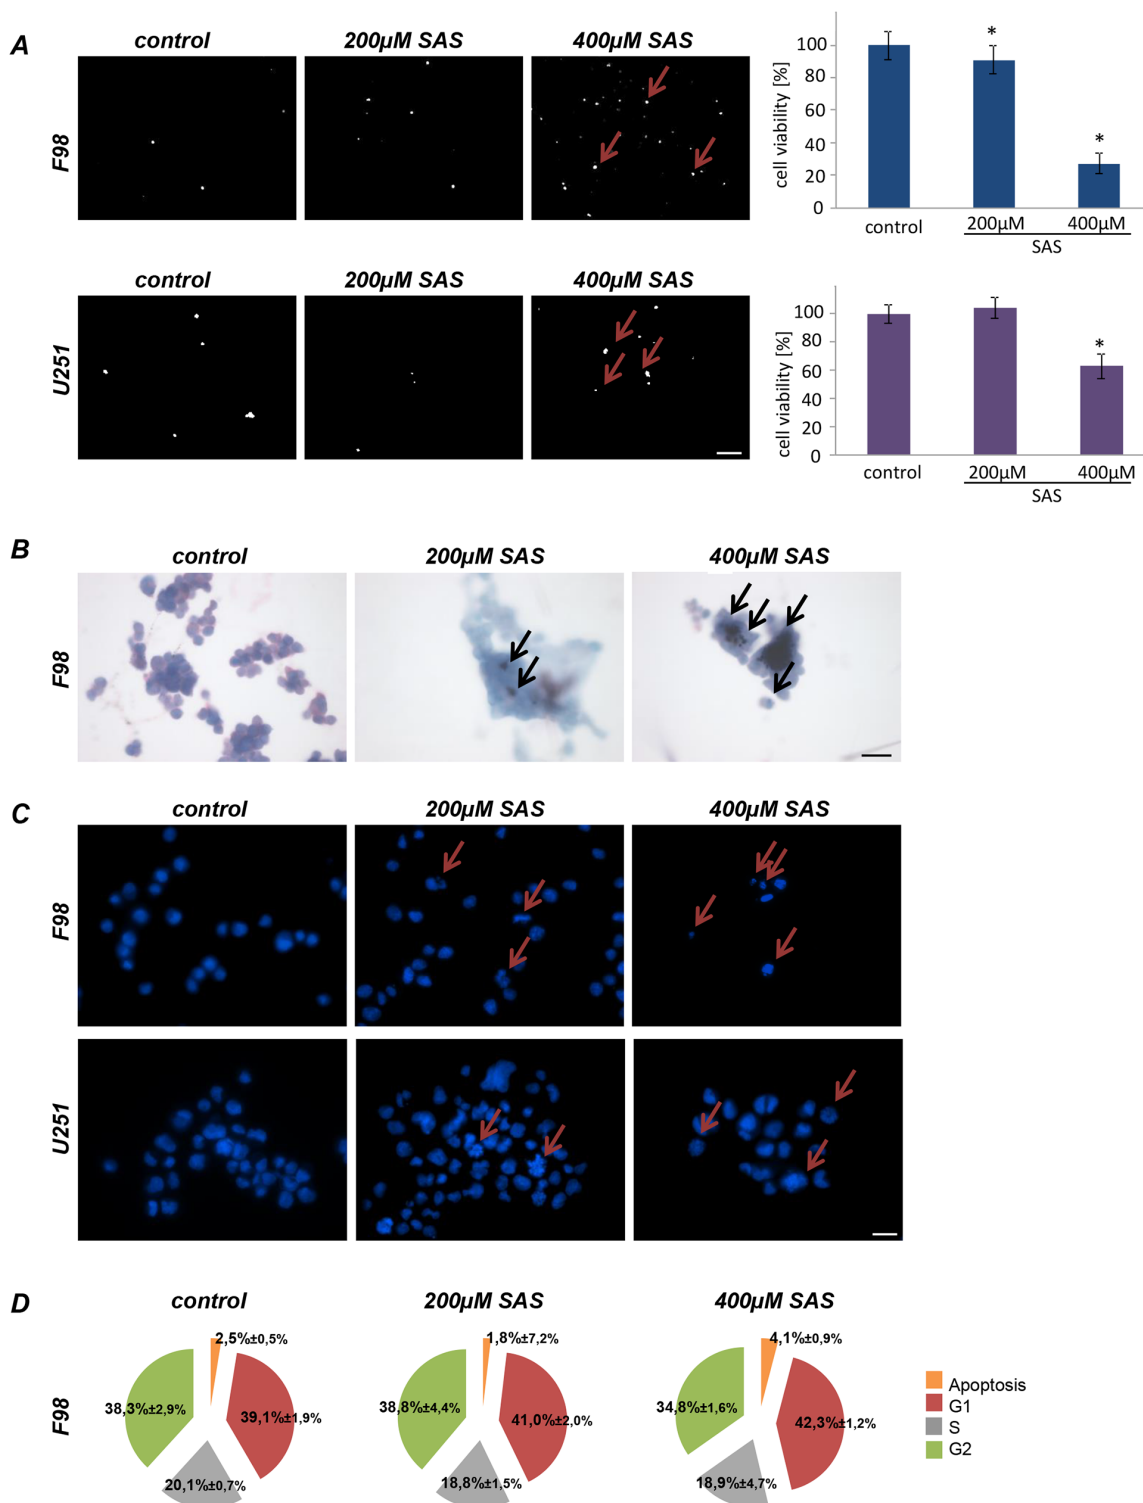 A
control
200µM SAS
400µM SAS
F98
cell viability [%]
100
80
60
40
20
0
*
*
control
200µM
400µM
SAS
control
200µM SAS
400µM SAS
U251
cell viability [%]
100
80
60
40
20
0
*
control
200µM
400µM
SAS
B
control
200µM SAS
400µM SAS
F98
C
control
200µM SAS
400µM SAS
F98
U251
D
control
200µM SAS
400µM SAS
F98
2,5%±0,5%
38,3%±2,9%
39,1%±1,9%
20,1%±0,7%
1,8%±7,2%
38,8%±4,4%
41,0%±2,0%
18,8%±1,5%
4,1%±0,9%
34,8%±1,6%
42,3%±1,2%
18,9%±4,7%
Apoptosis
G1
S
G2